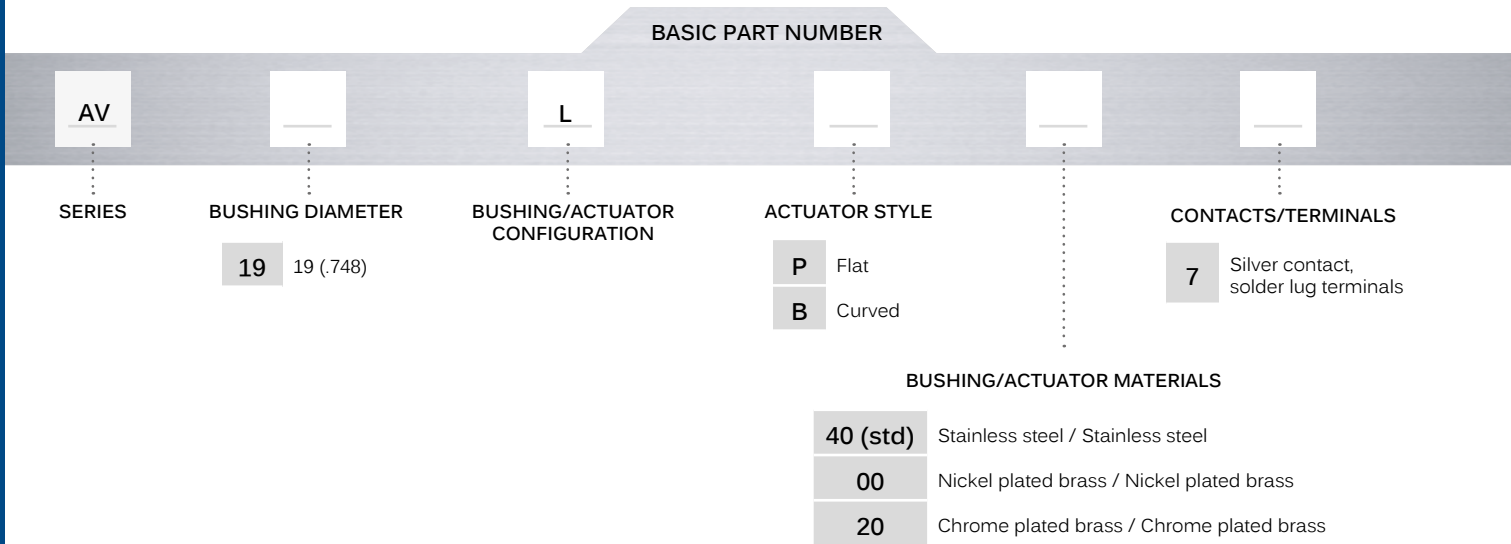 BASIC PART NUMBER
AV
L
SERIES
BUSHING DIAMETER
19 19 (.748)
BUSHING/ACTUATOR
CONFIGURATION
ACTUATOR STYLE
P Flat
B Curved
CONTACTS/TERMINALS
7 Silver contact,
solder lug terminals
BUSHING/ACTUATOR MATERIALS
40 (std) Stainless steel / Stainless steel
00 Nickel plated brass / Nickel plated brass
20 Chrome plated brass / Chrome plated brass